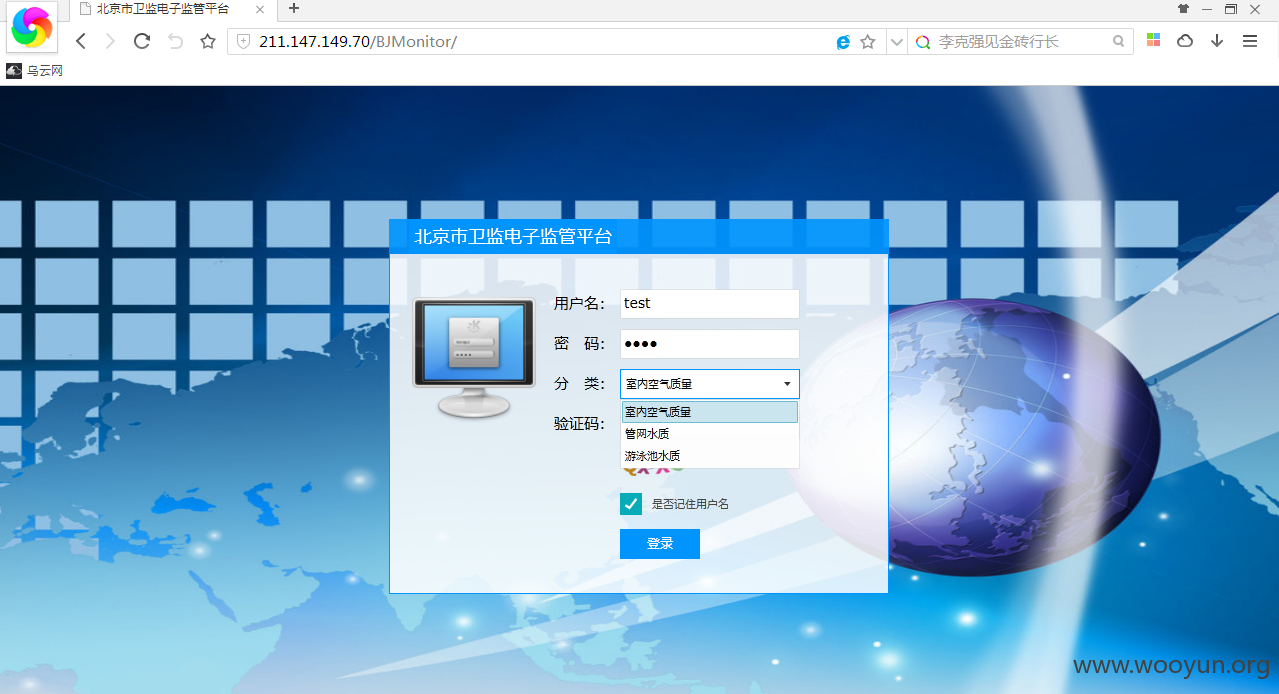 北京市卫监电子监管平台
211.147.149.70/BJMonitor/
李克强见金砖行长
乌云网
北京市卫监电子监管平台
用户名: test
密 码: ●●●●
分 类: 室内空气质量
室内空气质量
验证码:
管网水质
游泳池水质
是否记住用户名
登录
www.wooyun.org